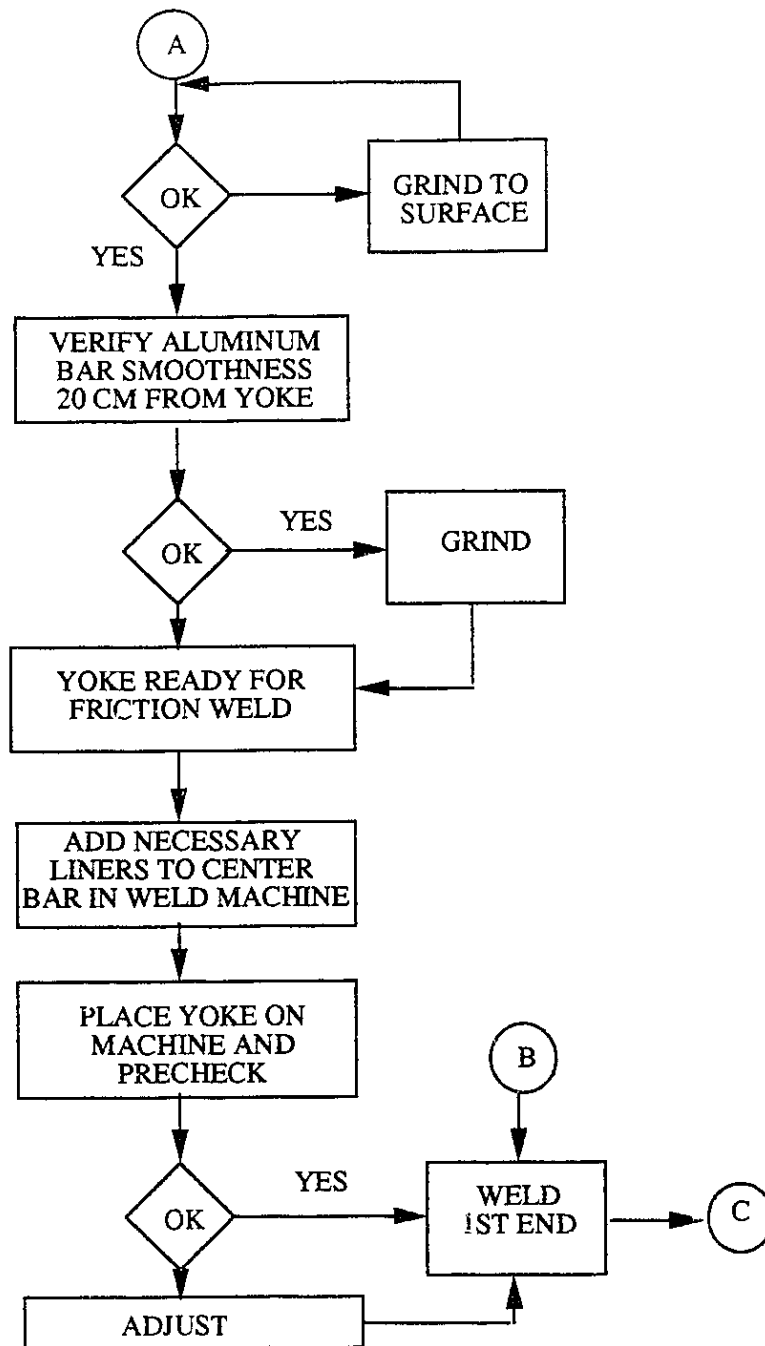 A
OK
GRIND TO
SURFACE
YES
VERIFY ALUMINUM
BAR SMOOTHNESS
20 CM FROM YOKE
OK
YES
GRIND
YOKE READY FOR
FRICTION WELD
ADD NECESSARY
LINERS TO CENTER
BAR IN WELD MACHINE
PLACE YOKE ON
MACHINE AND
PRECHECK
B
OK
YES
WELD
1ST END
C
ADJUST